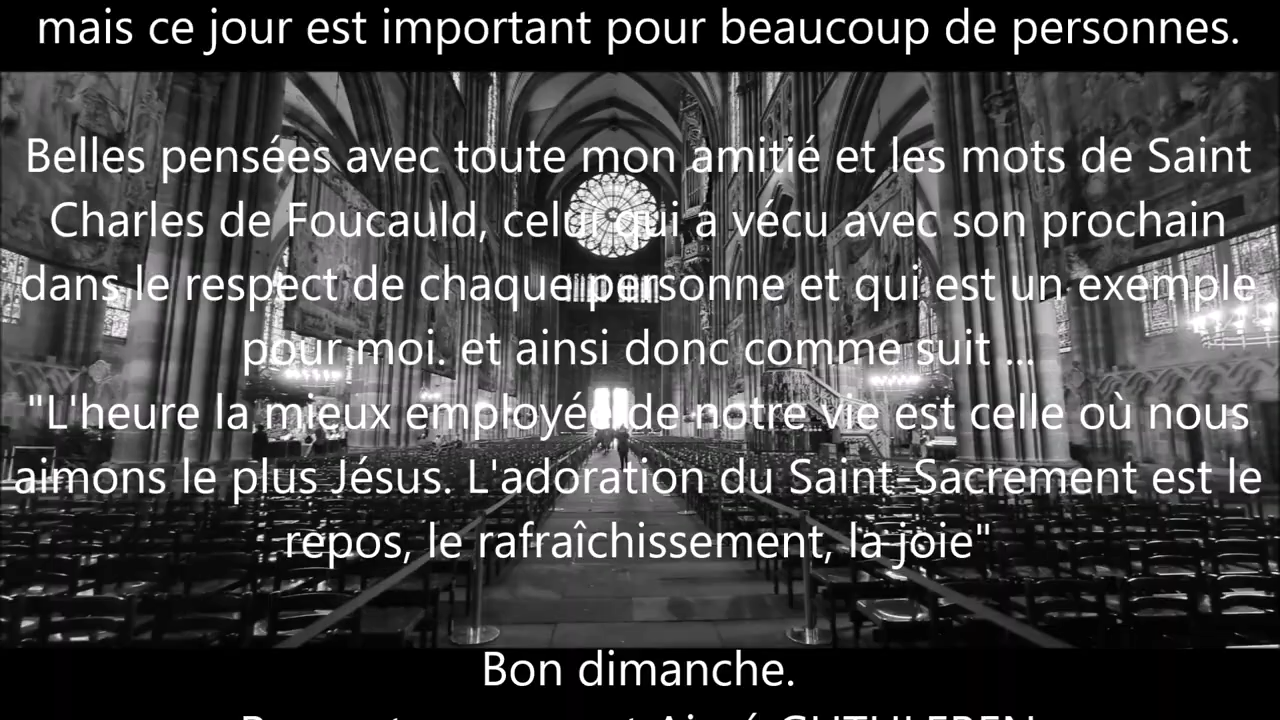 mais ce jour est important pour beaucoup de personnes.
Belles pensées avec toute mon amitié et les mots de Saint
Charles de Foucauld, celui qui a vécu avec son prochain
dans le respect de chaque personne et qui est un exemple
pour moi. et ainsi donc comme suit ...
"L'heure la mieux employée de notre vie est celle où nous
aimons le plus Jésus. L'adoration du Saint-Sacrement est le
repos, le rafraîchissement, la joie"
Bon dimanche.